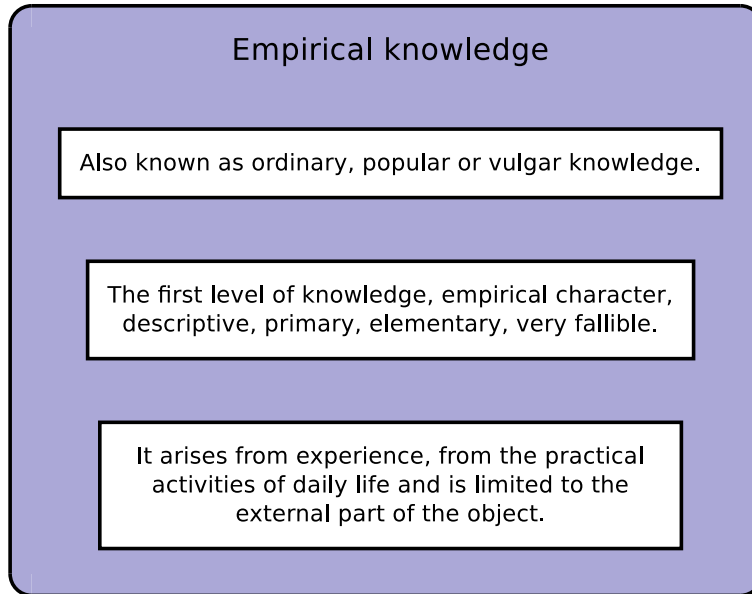 Empirical knowledge
Also known as ordinary, popular or vulgar knowledge.
The first level of knowledge, empirical character,
descriptive, primary, elementary, very fallible.
It arises from experience, from the practical
activities of daily life and is limited to the
external part of the object.